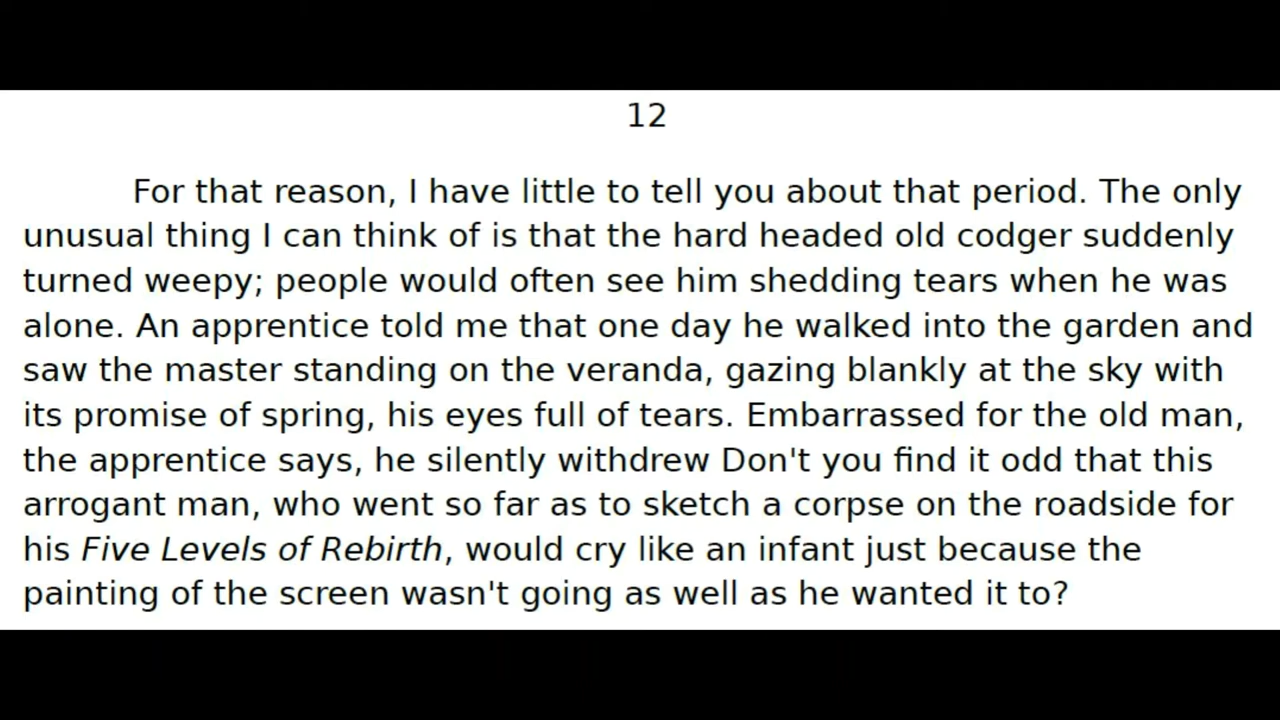 12
For that reason, I have little to tell you about that period. The only
unusual thing I can think of is that the hard headed old codger suddenly
turned weepy; people would often see him shedding tears when he was
alone. An apprentice told me that one day he walked into the garden and
saw the master standing on the veranda, gazing blankly at the sky with
its promise of spring, his eyes full of tears. Embarrassed for the old man,
the apprentice says, he silently withdrew Don't you find it odd that this
arrogant man, who went so far as to sketch a corpse on the roadside for
his Five Levels of Rebirth, would cry like an infant just because the
painting of the screen wasn't going as well as he wanted it to?